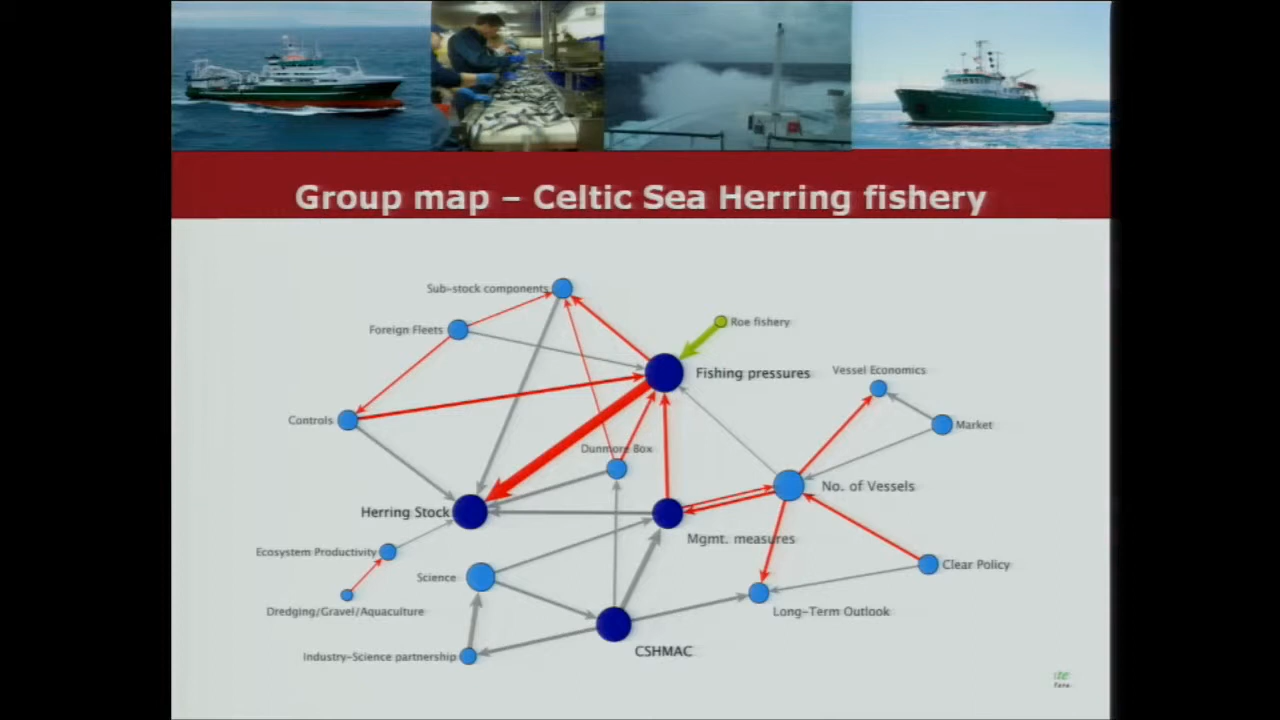 Group map – Celtic Sea Herring fishery
Sub-stock components
Roe fishery
Foreign Fleets
Fishing pressures
Vessel Economics
Controls
Market
Dunmore Box
No. of Vessels
Herring Stock
Mgmt. measures
Ecosystem Productivity
Clear Policy
Science
Dredging/Gravel/Aquaculture
Long-Term Outlook
CSHMAC
Industry-Science partnership